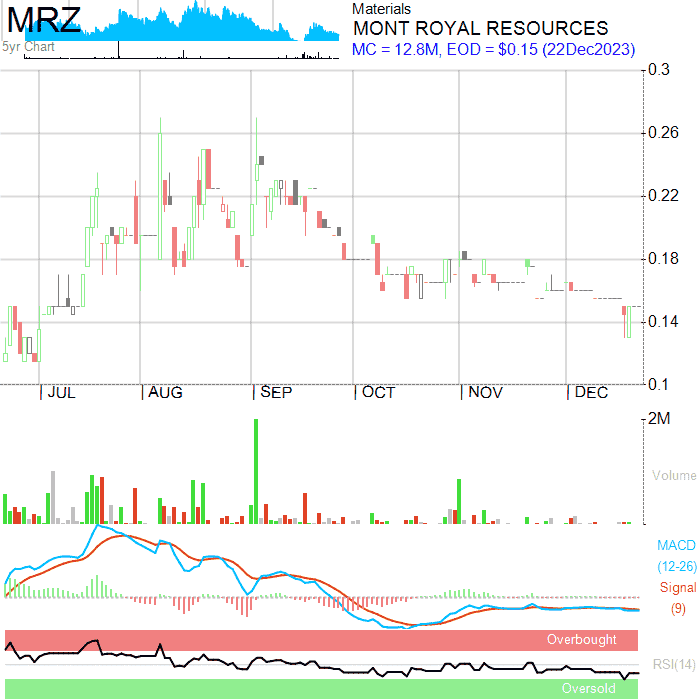 MRZ
5yr Chart
Materials
MONT ROYAL RESOURCES
MC = 12.8M, EOD = $0.15 (22Dec2023)
0.3
0.26
0.22
0.18
0.14
0.1
JUL
AUG
SEP
OCT
NOV
DEC
2M
Volume
MACD
(12-26)
Signal
(9)
Overbought
RSI(14)
Oversold